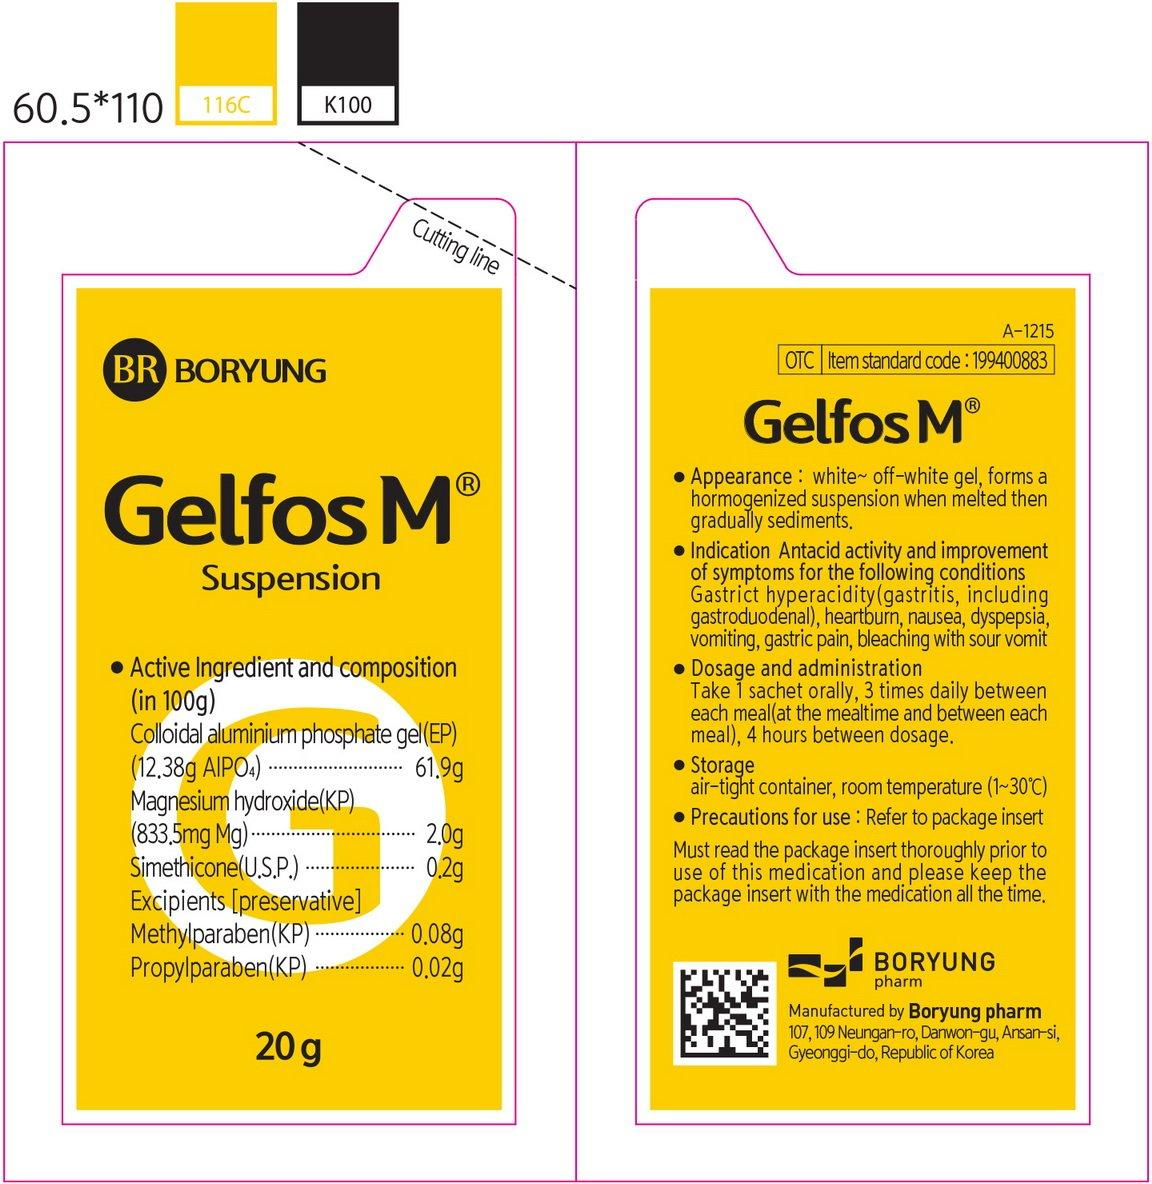 60.5*110
116C
K100
Cutting line
BR BORYUNG
Gelfos M®
Suspension
● Active Ingredient and composition
(in 100g)
Colloidal aluminium phosphate gel(EP)
(12.38g AlPO₄) ··························· 61.9g
Magnesium hydroxide(KP)
(833.5mg Mg) ································ 2.0g
Simethicone(U.S.P.) ····················· 0.2g
Excipients [preservative]
Methylparaben(KP) ················· 0.08g
Propylparaben(KP) ················· 0.02g
20 g
A-1215
OTC Item standard code : 199400883
Gelfos M®
● Appearance : white~ off-white gel, forms a
hormogenized suspension when melted then
gradually sediments.
● Indication Antacid activity and improvement
of symptoms for the following conditions
Gastrict hyperacidity(gastritis, including
gastroduodenal), heartburn, nausea, dyspepsia,
vomiting, gastric pain, bleaching with sour vomit
● Dosage and administration
Take 1 sachet orally, 3 times daily between
each meal(at the mealtime and between each
meal), 4 hours between dosage.
● Storage
air-tight container, room temperature (1~30℃)
● Precautions for use : Refer to package insert
Must read the package insert thoroughly prior to
use of this medication and please keep the
package insert with the medication all the time.
BORYUNG
pharm
Manufactured by Boryung pharm
107, 109 Neungan-ro, Danwon-gu, Ansan-si,
Gyeonggi-do, Republic of Korea